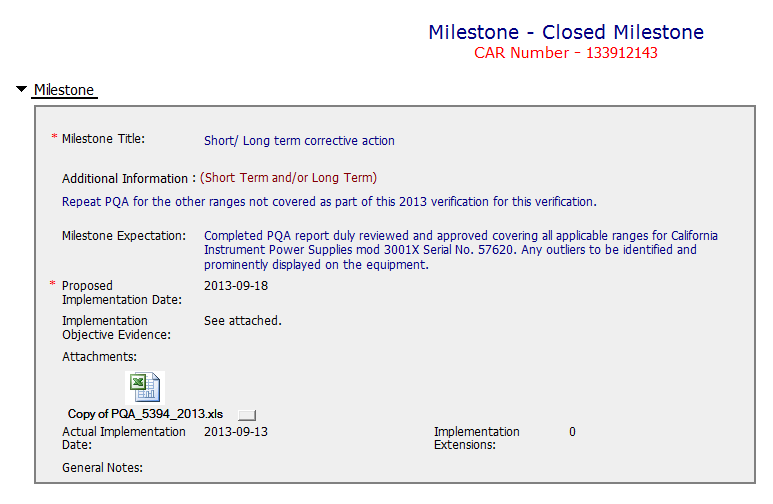 Milestone - Closed Milestone
CAR Number - 133912143
Milestone
* Milestone Title: Short/ Long term corrective action
Additional Information : (Short Term and/or Long Term)
Repeat PQA for the other ranges not covered as part of this 2013 verification for this verification.
Milestone Expectation: Completed PQA report duly reviewed and approved covering all applicable ranges for California
Instrument Power Supplies mod 3001X Serial No. 57620. Any outliers to be identified and
prominently displayed on the equipment.
* Proposed 2013-09-18
Implementation Date:
Implementation See attached.
Objective Evidence:
Attachments:
Copy of PQA_5394_2013.xls
Actual Implementation 2013-09-13 Implementation 0
Date: Extensions:
General Notes: